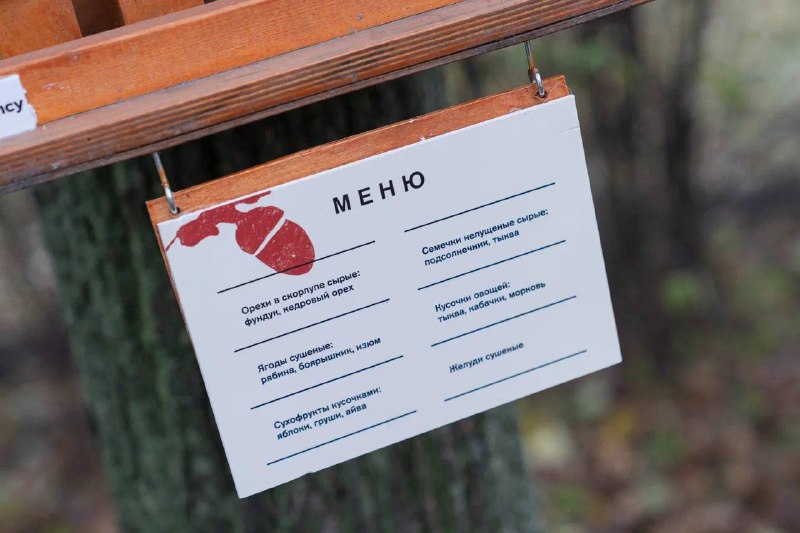 МЕНЮ
Орехи в скорлупе сырые:
фундук, кедровый орех
Ягоды сушеные:
рябина, боярышник, изюм
Сухофрукты кусочками:
яблоки, груши, айва
Семечки нелущеные сырые:
подсолнечник, тыква
Кусочки овощей:
тыква, кабачки, морковь
Желуди сушеные